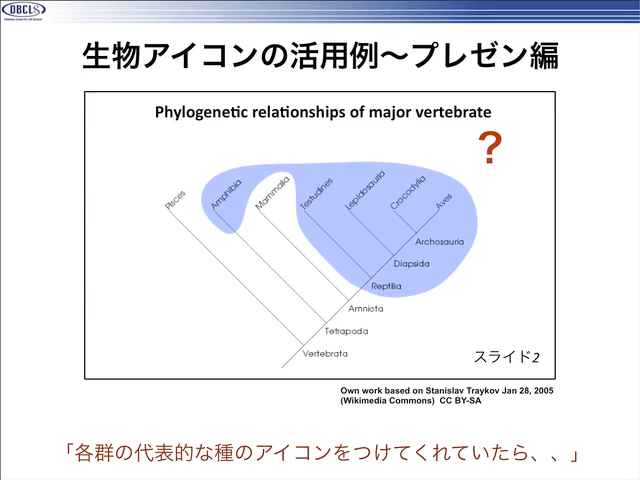 DBCLS
生物アイコンの活用例〜プレゼン編
Phylogenetic relationships of major vertebrate
?
Pisces
Amphibia
Mammalia
Testudines
Lepidosauria
Crocodylia
Aves
Archosauria
Diapsida
Reptilia
Amniota
Tetrapoda
Vertebrata
スライド2
Own work based on Stanislav Traykov Jan 28, 2005
(Wikimedia Commons) CC BY-SA
「各群の代表的な種のアイコンをつけてくれていたら、、」